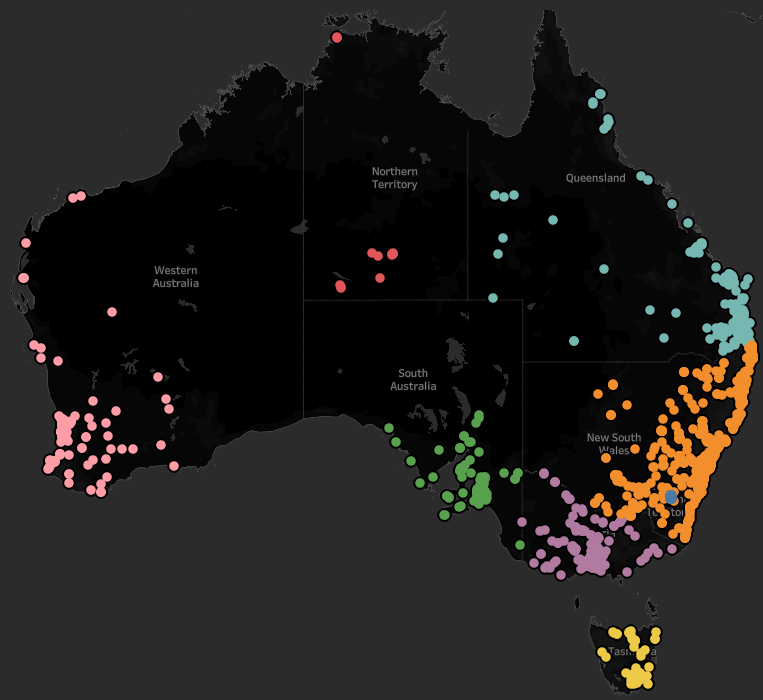 Northern
Territory
Queensland
Western
Australia
South
Australia
New South
Wales